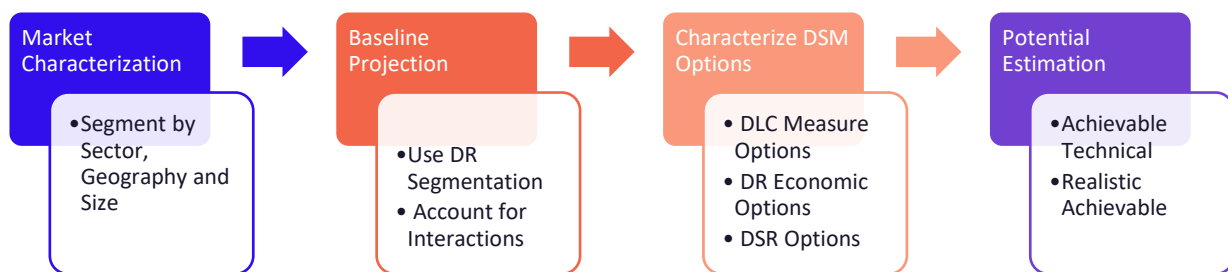 Market
Characterization
•Segment by
Sector,
Geography and
Size
Baseline
Projection
•Use DR
Segmentation
• Account for
Interactions
Characterize DSM
Options
• DLC Measure
Options
• DR Economic
Options
• DSR Options
Potential
Estimation
• Achievable
Technical
• Realistic
Achievable